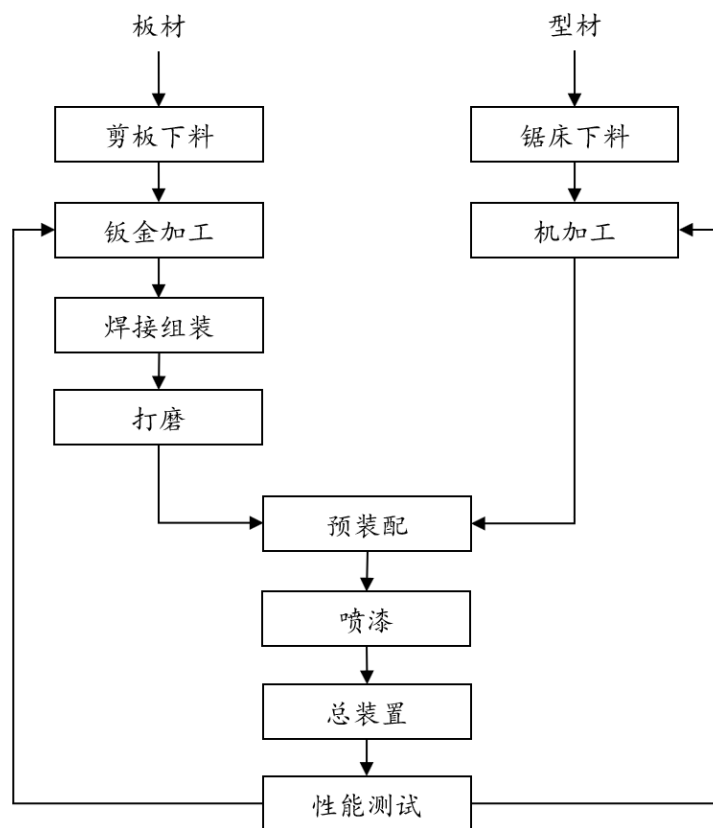 板材
型材
剪板下料
锯床下料
钣金加工
机加工
焊接组装
打磨
预装配
喷漆
总装置
性能测试